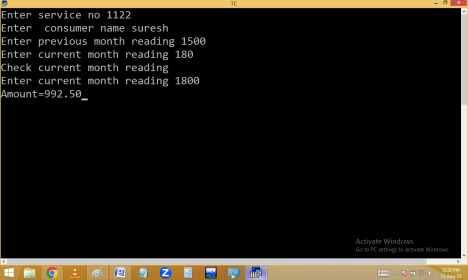 TC
Enter service no 1122
Enter  consumer name suresh
Enter previous month reading 1500
Enter current month reading 180
Check current month reading
Enter current month reading 1800
Amount=992.50_
Activate Windows
Go to PC settings to activate Windows.